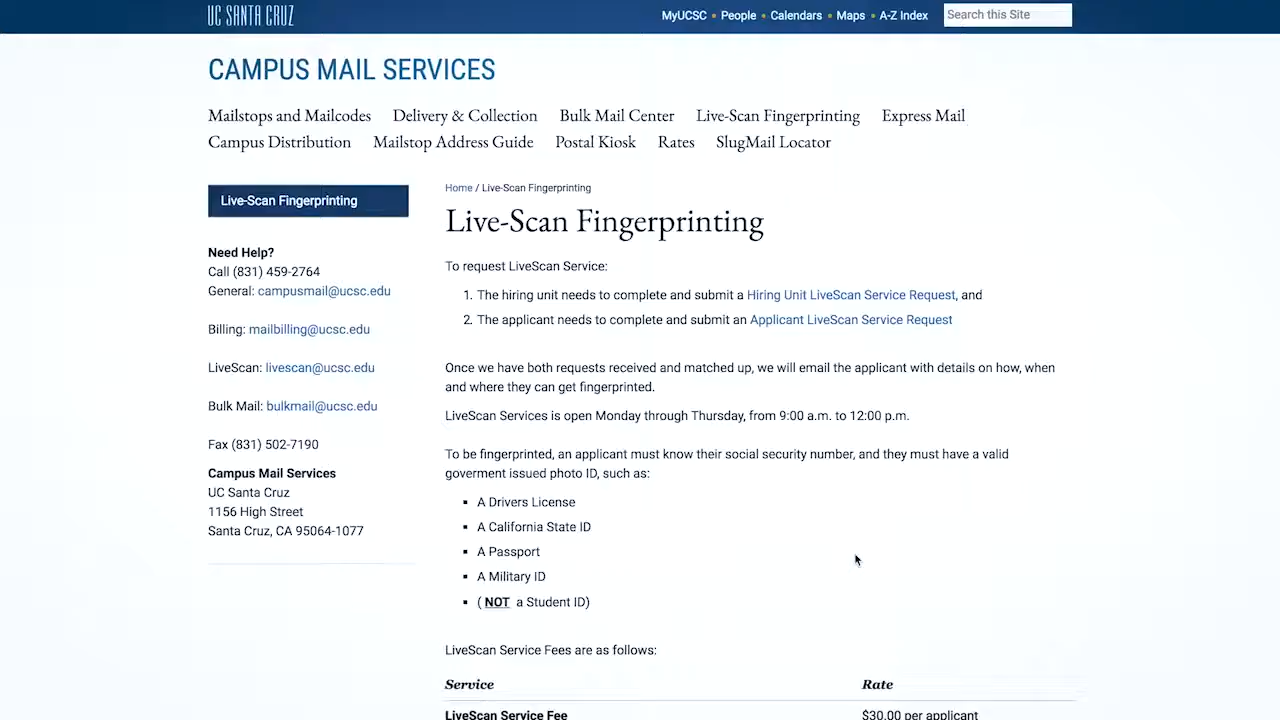 UC SANTA CRUZ
MyUCSC People Calendars Maps A-Z Index
Search this Site
CAMPUS MAIL SERVICES
Mailstops and Mailcodes Delivery & Collection Bulk Mail Center Live-Scan Fingerprinting Express Mail
Campus Distribution Mailstop Address Guide Postal Kiosk Rates SlugMail Locator
Live-Scan Fingerprinting
Need Help?
Call (831) 459-2764
General: campusmail@ucsc.edu
Billing: mailbilling@ucsc.edu
LiveScan: livescan@ucsc.edu
Bulk Mail: bulkmail@ucsc.edu
Fax (831) 502-7190
Campus Mail Services
UC Santa Cruz
1156 High Street
Santa Cruz, CA 95064-1077
Home / Live-Scan Fingerprinting
Live-Scan Fingerprinting
To request LiveScan Service:
1. The hiring unit needs to complete and submit a Hiring Unit LiveScan Service Request, and
2. The applicant needs to complete and submit an Applicant LiveScan Service Request
Once we have both requests received and matched up, we will email the applicant with details on how, when
and where they can get fingerprinted.
LiveScan Services is open Monday through Thursday, from 9:00 a.m. to 12:00 p.m.
To be fingerprinted, an applicant must know their social security number, and they must have a valid
goverment issued photo ID, such as:
▪ A Drivers License
▪ A California State ID
▪ A Passport
▪ A Military ID
▪ ( NOT a Student ID)
LiveScan Service Fees are as follows:
Service Rate
LiveScan Service Fee $30.00 per applicant